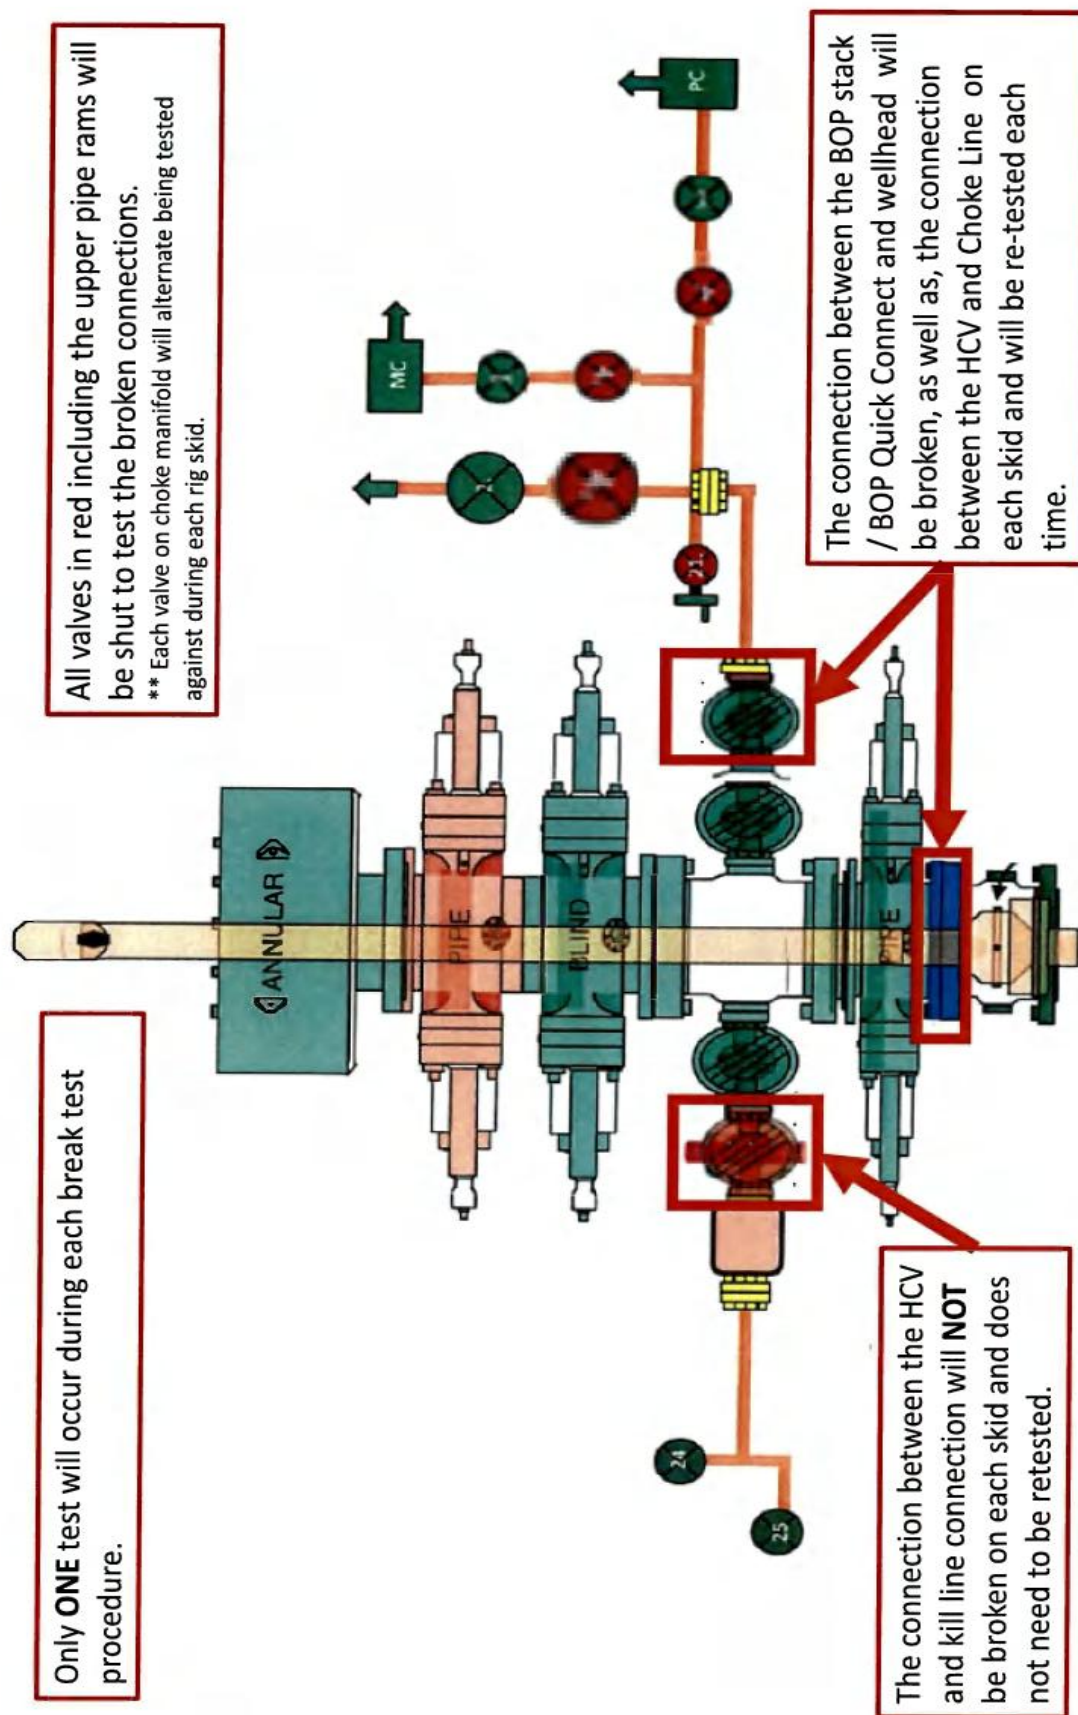 Only ONE test will occur during each break test
procedure.
All valves in red including the upper pipe rams will
be shut to test the broken connections.
** Each valve on choke manifold will alternate being tested
against during each rig skid.
ANNULAR
PIPE
BLIND
PIPE
MC
PC
21.
24
25
The connection between the HCV
and kill line connection will NOT
be broken on each skid and does
not need to be retested.
The connection between the BOP stack
/ BOP Quick Connect and wellhead will
be broken, as well as, the connection
between the HCV and Choke Line on
each skid and will be re-tested each
time.